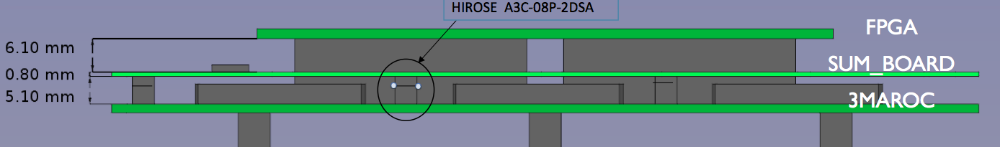 HIROSE A3C-08P-2DSA
FPGA
6.10 mm
SUM_BOARD
0.80 mm
5.10 mm
3MAROC